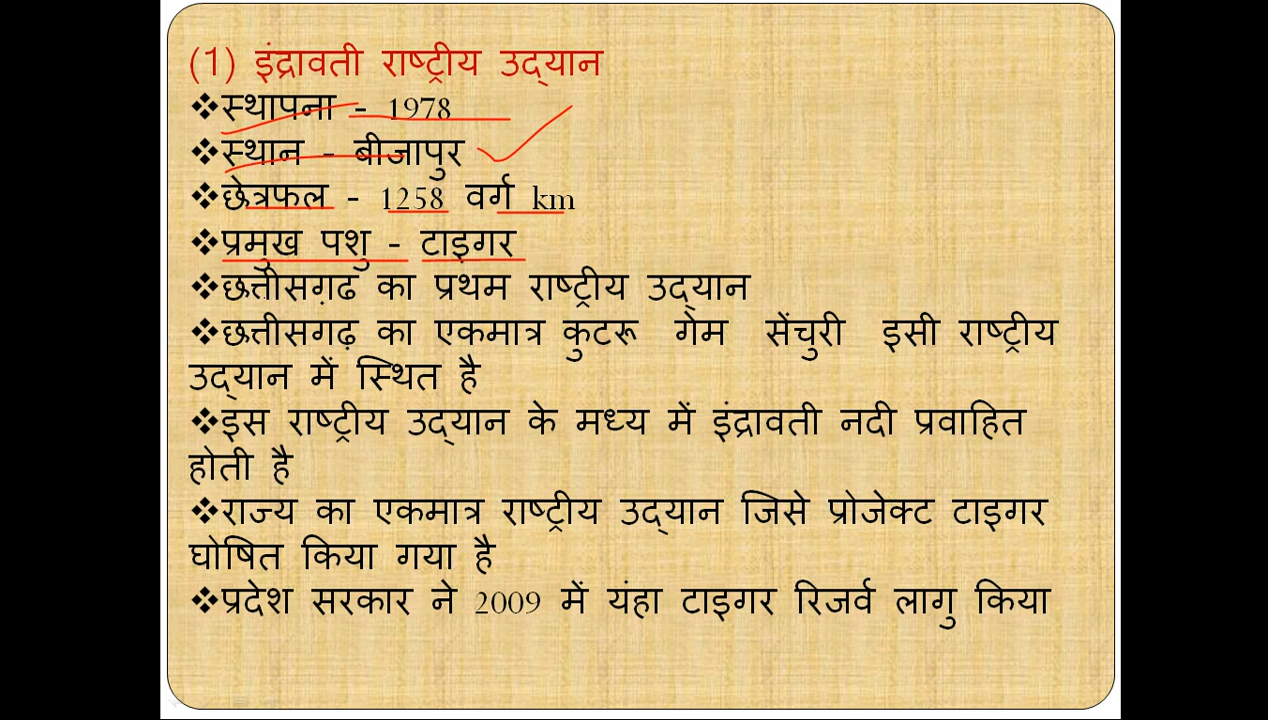 (1) इंद्रावती राष्ट्रीय उद्यान
❖स्थापना - 1978
❖स्थान - बीजापुर
❖छेत्रफल - 1258 वर्ग km
❖प्रमुख पशु - टाइगर
❖छत्तीसग़ढ का प्रथम राष्ट्रीय उद्यान
❖छत्तीसगढ़ का एकमात्र कुटरू गेम सेंचुरी इसी राष्ट्रीय
उद्यान में स्थित है
❖इस राष्ट्रीय उद्यान के मध्य में इंद्रावती नदी प्रवाहित
होती है
❖राज्य का एकमात्र राष्ट्रीय उद्यान जिसे प्रोजेक्ट टाइगर
घोषित किया गया है
❖प्रदेश सरकार ने 2009 में यंहा टाइगर रिजर्व लागु किया